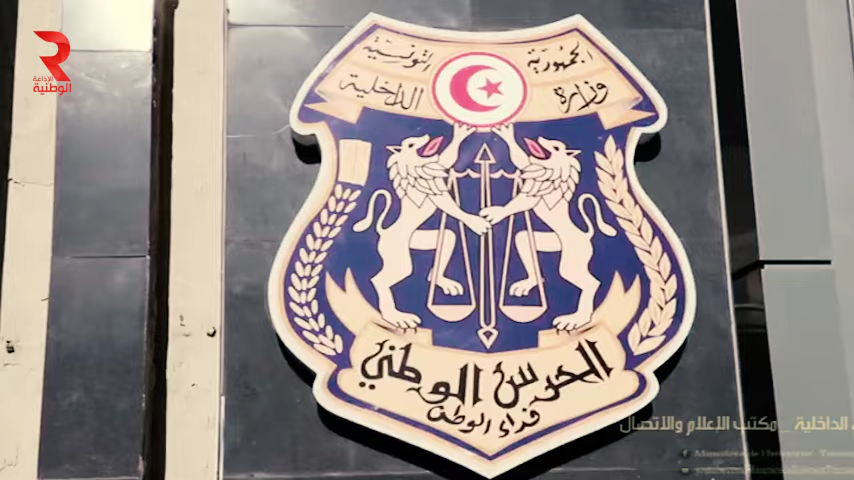 الإذاعة
الوطنية
الجمهورية التونسية
وزارة الداخلية
الحرس الوطني
فداء الوطن
الداخلية _ مكتب الإعلام والاتصال